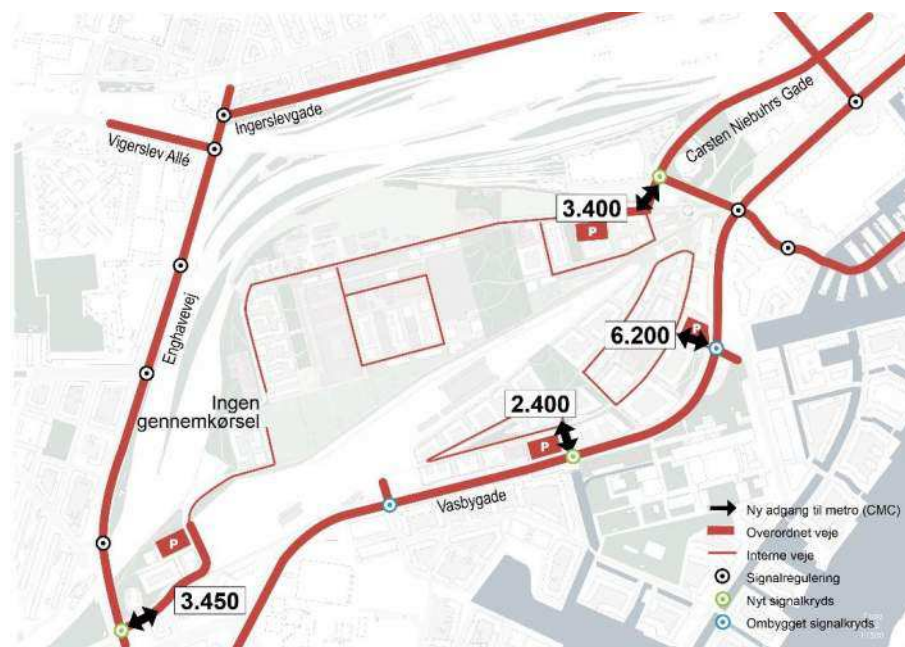 Ingerslevgade
Vigerslev Allé
Carsten Niebuhrs Gade
3.400
P
Enghavevej
P
6.200
Ingen
gennemkørsel
2.400
P
Vasbygade
P
3.450
Ny adgang til metro (CMC)
Overordnet veje
Interne veje
Signalregulering
Nyt signalkryds
Ombygget signalkryds